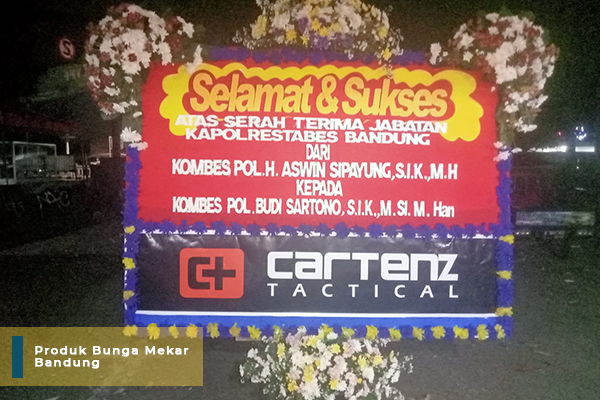 Selamat & Sukses
ATAS SERAH TERIMA JABATAN
KAPOLRESTABES BANDUNG
DARI
KOMBES POL.H. ASWIN SIPAYUNG,S.I.K.,M.H
KEPADA
KOMBES POL.BUDI SARTONO,S.I.K.,M.SI.M.Han
C+ CARTENZ
TACTICAL
Produk Bunga Mekar
Bandung